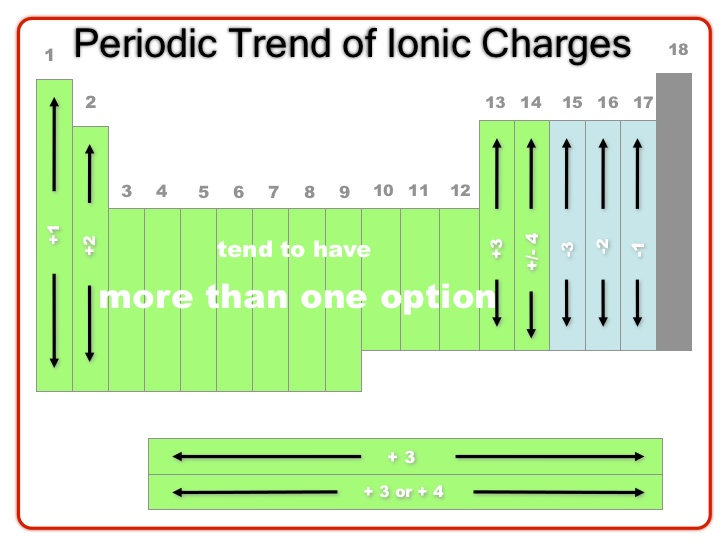 Periodic Trend of Ionic Charges
1
18
2
13 14 15 16 17
3 4 5 6 7 8 9 10 11 12
+1
+2
tend to have
more than one option
+3
+/- 4
-3
-2
-1
+ 3
+ 3 or + 4